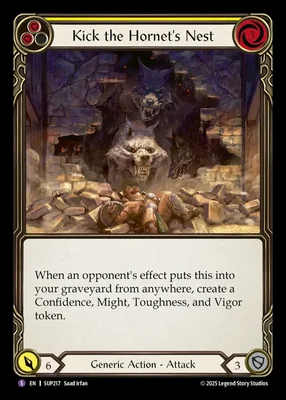 Kick the Hornet's Nest
When an opponent's effect puts this into
your graveyard from anywhere, create a
Confidence, Might, Toughness, and Vigor
token.
6
Generic Action - Attack
3
S
EN
SUP217
Saad Irfan
©2025 Legend Story Studios